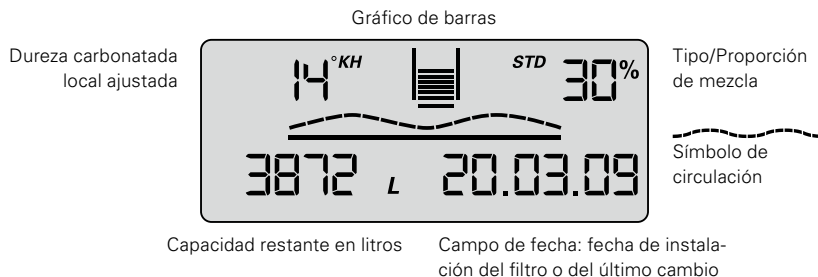 Gráfico de barras
Dureza carbonatada
local ajustada
14°KH
STD 30%
Tipo/Proporción
de mezcla
Símbolo de
circulación
3872 L 20.03.09
Capacidad restante en litros
Campo de fecha: fecha de instala-
ción del filtro o del último cambio